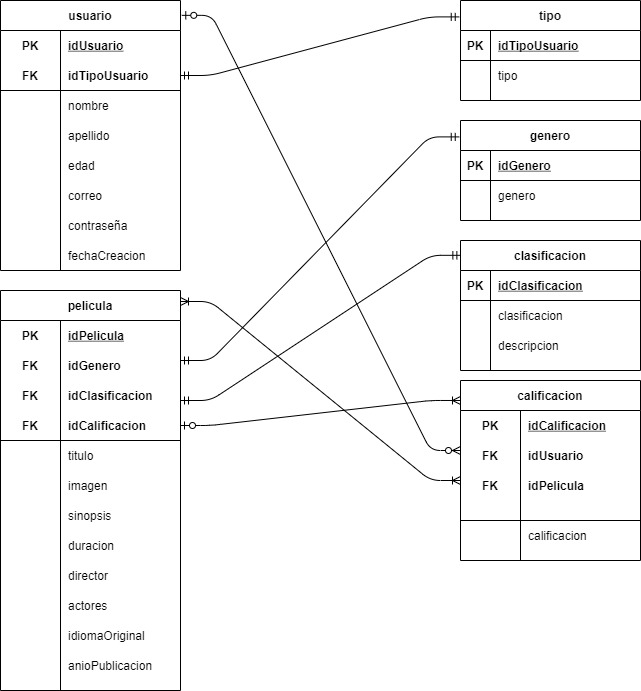 usuario
PK idUsuario
FK idTipoUsuario
nombre
apellido
edad
correo
contraseña
fechaCreacion
pelicula
PK idPelicula
FK idGenero
FK idClasificacion
FK idCalificacion
titulo
imagen
sinopsis
duracion
director
actores
idiomaOriginal
anioPublicacion
tipo
PK idTipoUsuario
tipo
genero
PK idGenero
genero
clasificacion
PK idClasificacion
clasificacion
descripcion
calificacion
PK idCalificacion
FK idUsuario
FK idPelicula
calificacion